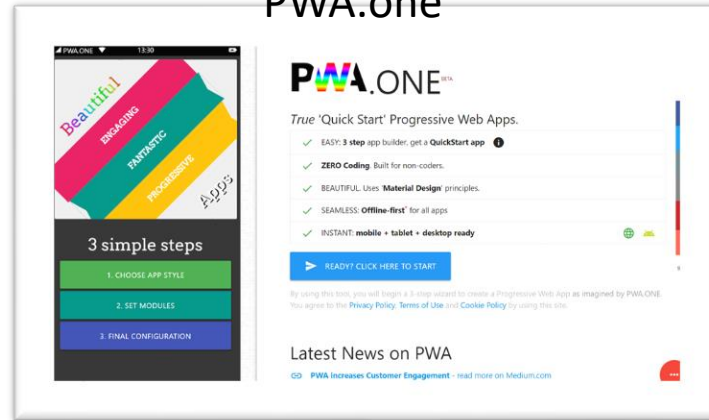 PWA.one
PWA.ONE 13:30
Beautiful
ENGAGING
FANTASTIC
PROGRESSIVE
Apps
3 simple steps
1. CHOOSE APP STYLE
2. SET MODULES
3. FINAL CONFIGURATION
PWA.ONE BETA
True 'Quick Start' Progressive Web Apps.
EASY: 3 step app builder, get a QuickStart app
ZERO Coding. Built for non-coders.
BEAUTIFUL. Uses 'Material Design' principles.
SEAMLESS: Offline-first* for all apps
INSTANT: mobile + tablet + desktop ready
READY? CLICK HERE TO START
By using this tool, you will begin a 3-step wizard to create a Progressive Web App as imagined by PWA.ONE.
You agree to the Privacy Policy, Terms of Use and Cookie Policy by using this site.
Latest News on PWA
PWA increases Customer Engagement - read more on Medium.com